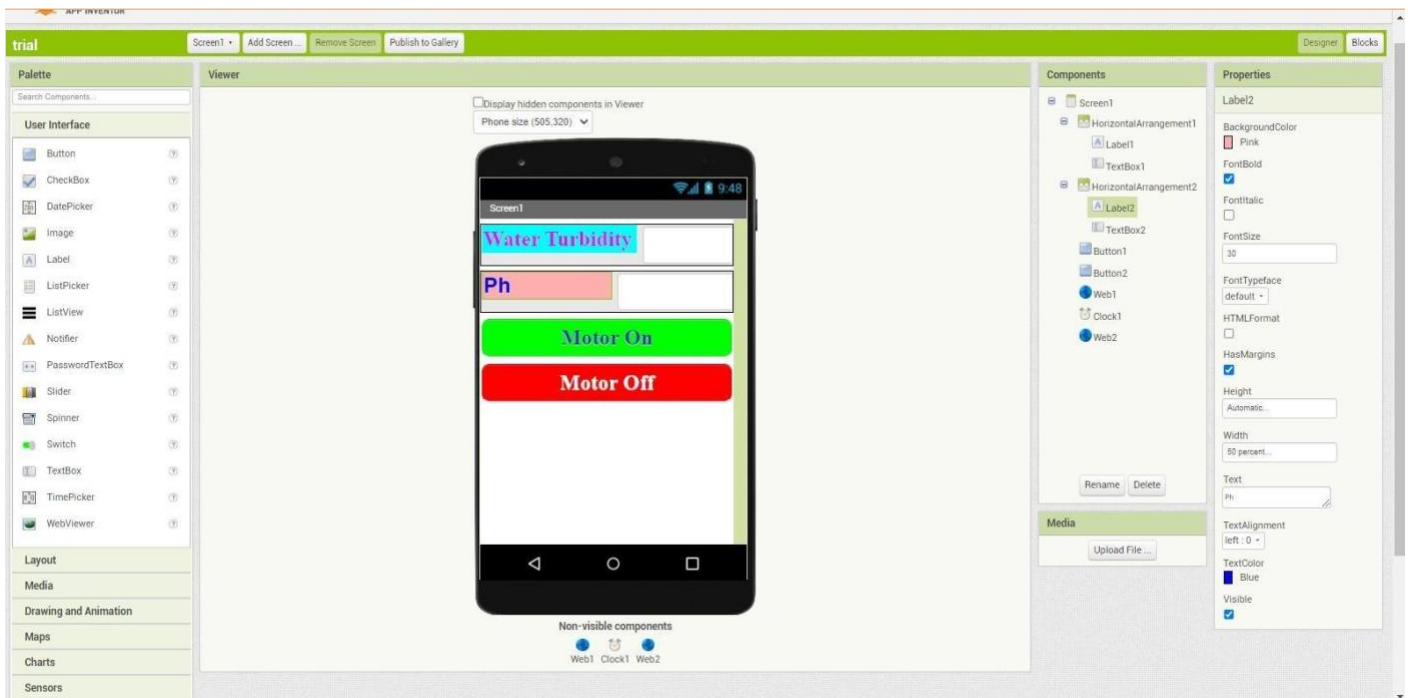 APP INVENTOR
trial
Screen1
Add Screen ...
Remove Screen
Publish to Gallery
Designer
Blocks
Palette
Search Components...
User Interface
Button
CheckBox
DatePicker
Image
Label
ListPicker
ListView
Notifier
PasswordTextBox
Slider
Spinner
Switch
TextBox
TimePicker
WebViewer
Layout
Media
Drawing and Animation
Maps
Charts
Sensors
Viewer
Display hidden components in Viewer
Phone size (505,320)
9:48
Screen1
Water Turbidity
Ph
Motor On
Motor Off
Non-visible components
Web1 Clock1 Web2
Components
Screen1
HorizontalArrangement1
Label1
TextBox1
HorizontalArrangement2
Label2
TextBox2
Button1
Button2
Web1
Clock1
Web2
Rename Delete
Media
Upload File ...
Properties
Label2
BackgroundColor
Pink
FontBold
FontItalic
FontSize
30
FontTypeface
default
HTMLFormat
HasMargins
Height
Automatic...
Width
50 percent...
Text
Ph
TextAlignment
left : 0
TextColor
Blue
Visible